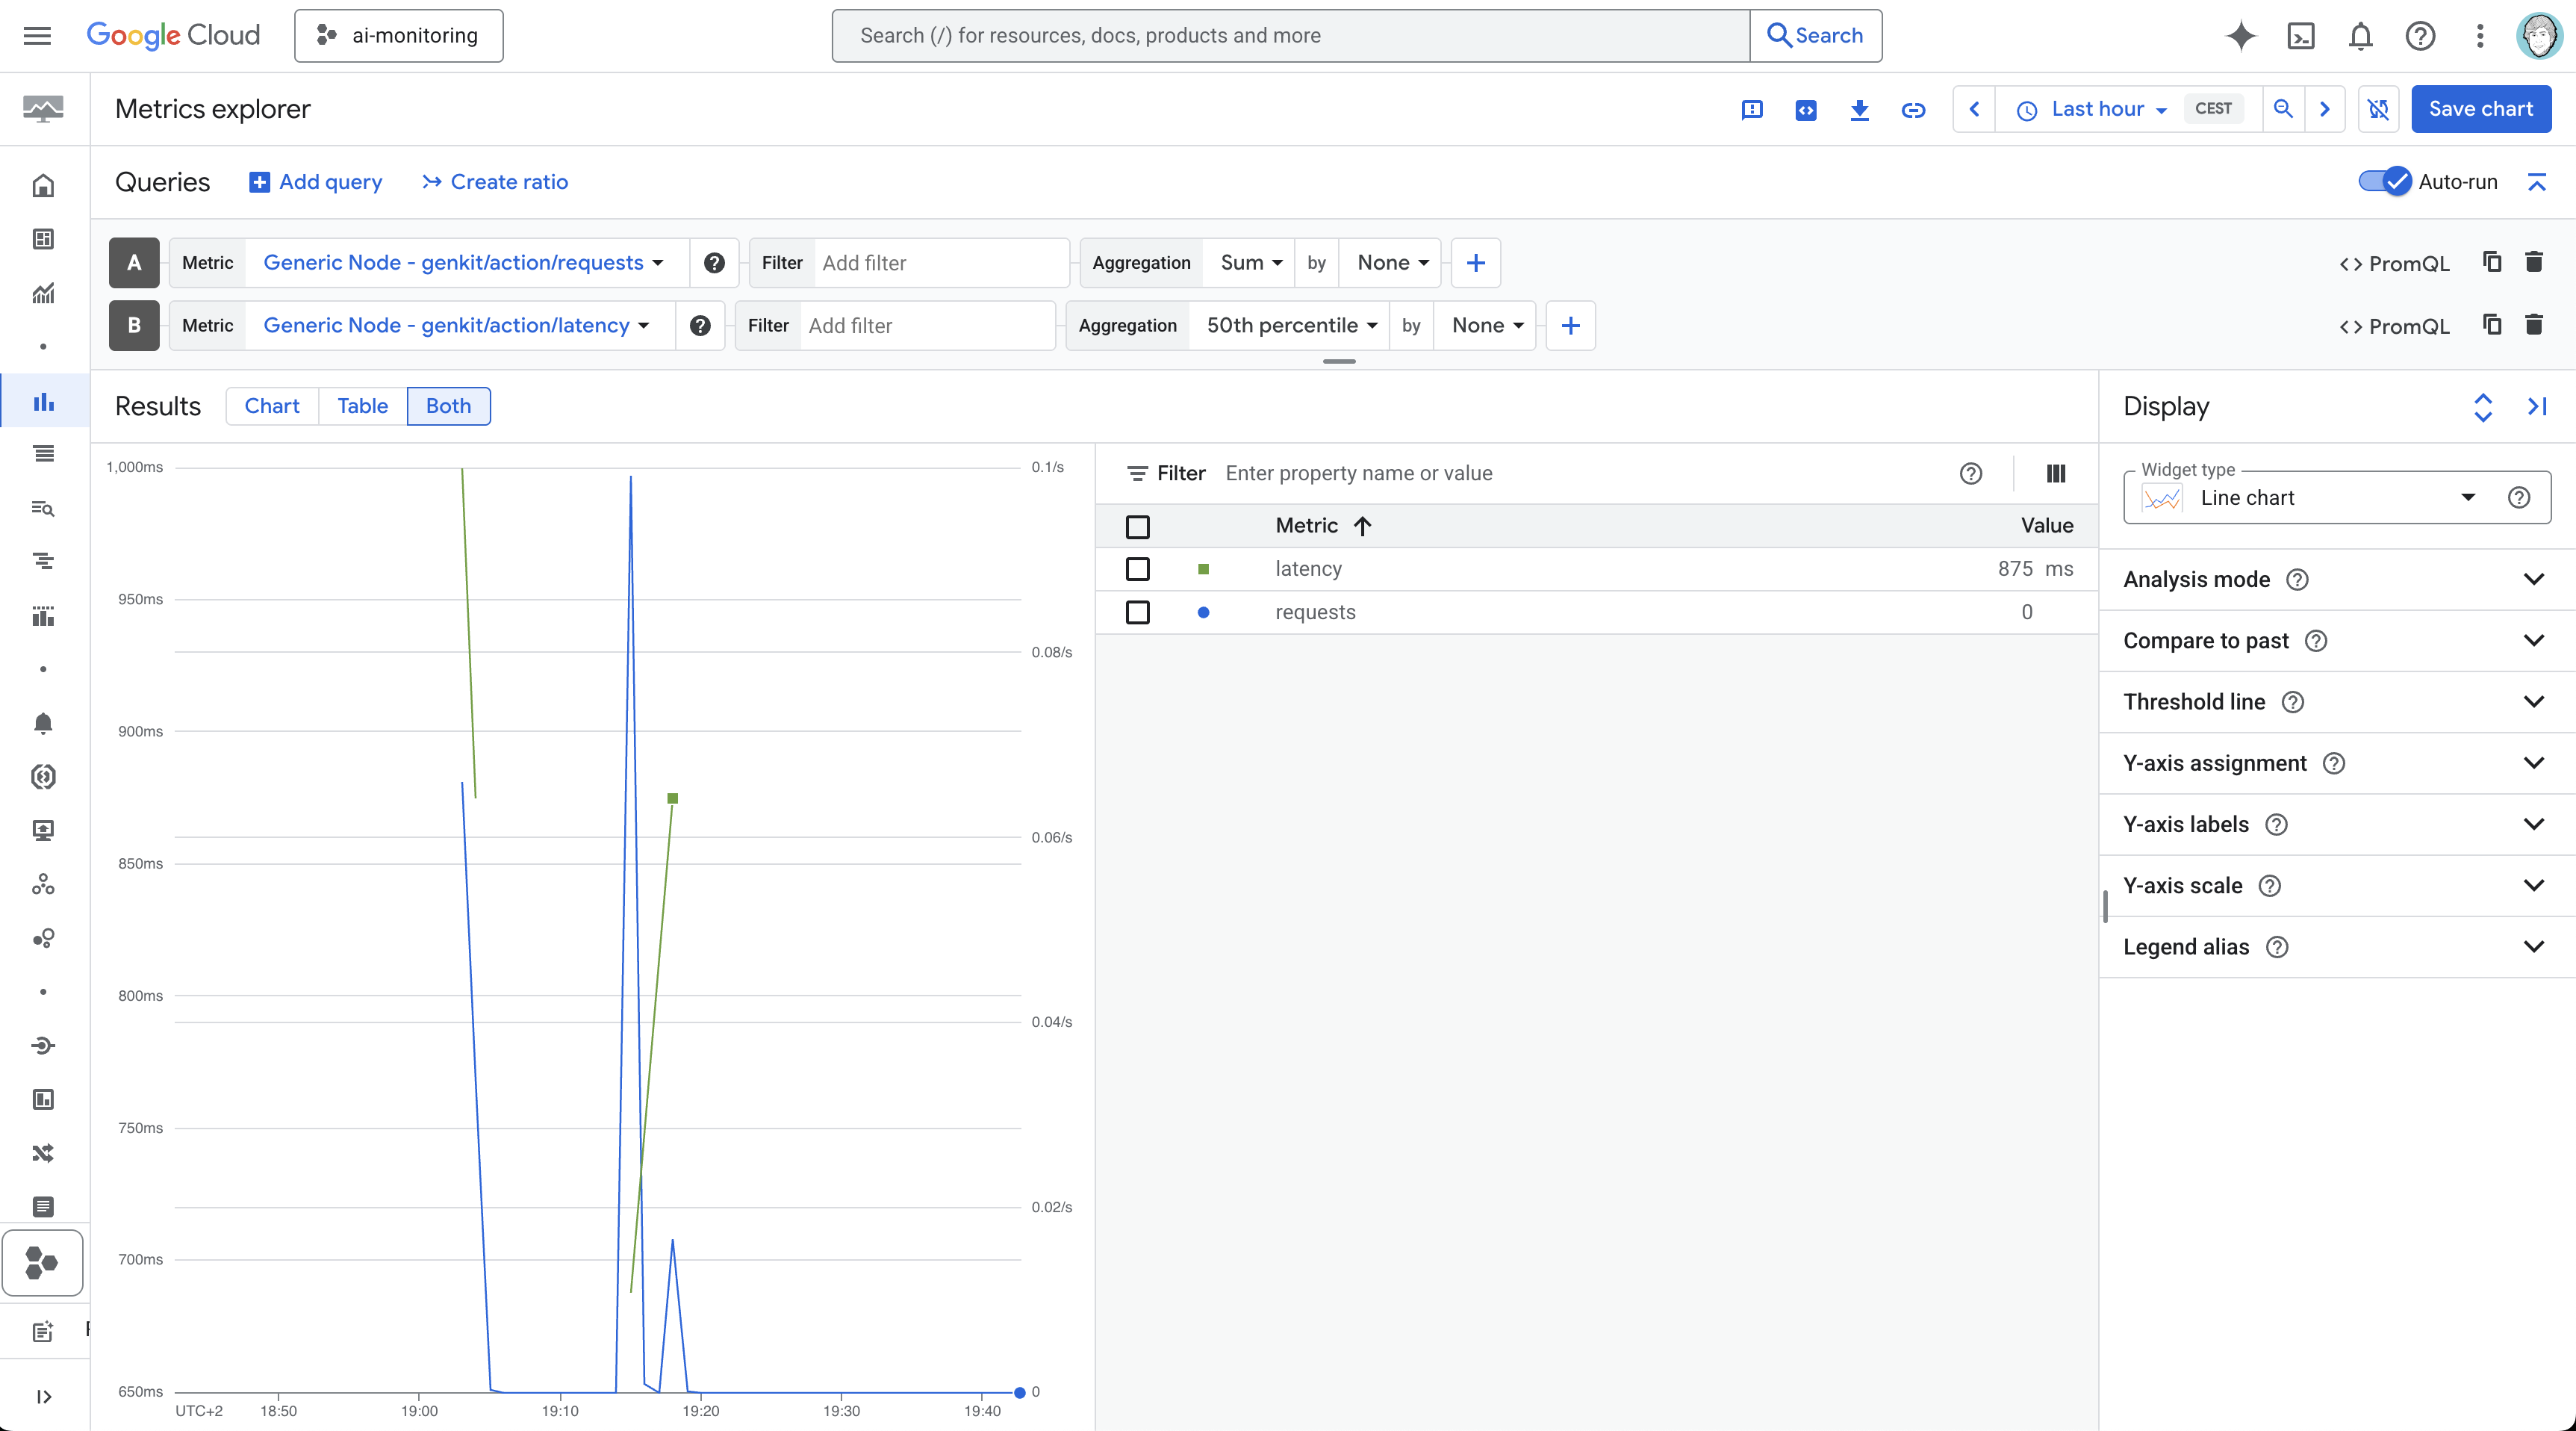 Google Cloud
ai-monitoring
Search (/) for resources, docs, products and more
Search
Metrics explorer
Last hour
CEST
Save chart
Queries
Add query
Create ratio
Auto-run
A Metric Generic Node - genkit/action/requests Filter Add filter Aggregation Sum by None
PromQL
B Metric Generic Node - genkit/action/latency Filter Add filter Aggregation 50th percentile by None
PromQL
Results
Chart Table Both
1,000ms
950ms
900ms
850ms
800ms
750ms
700ms
650ms
0.1/s
0.08/s
0.06/s
0.04/s
0.02/s
0
UTC+2 18:50 19:00 19:10 19:20 19:30 19:40
Filter Enter property name or value
Metric Value
latency 875 ms
requests 0
Display
Widget type
Line chart
Analysis mode
Compare to past
Threshold line
Y-axis assignment
Y-axis labels
Y-axis scale
Legend alias